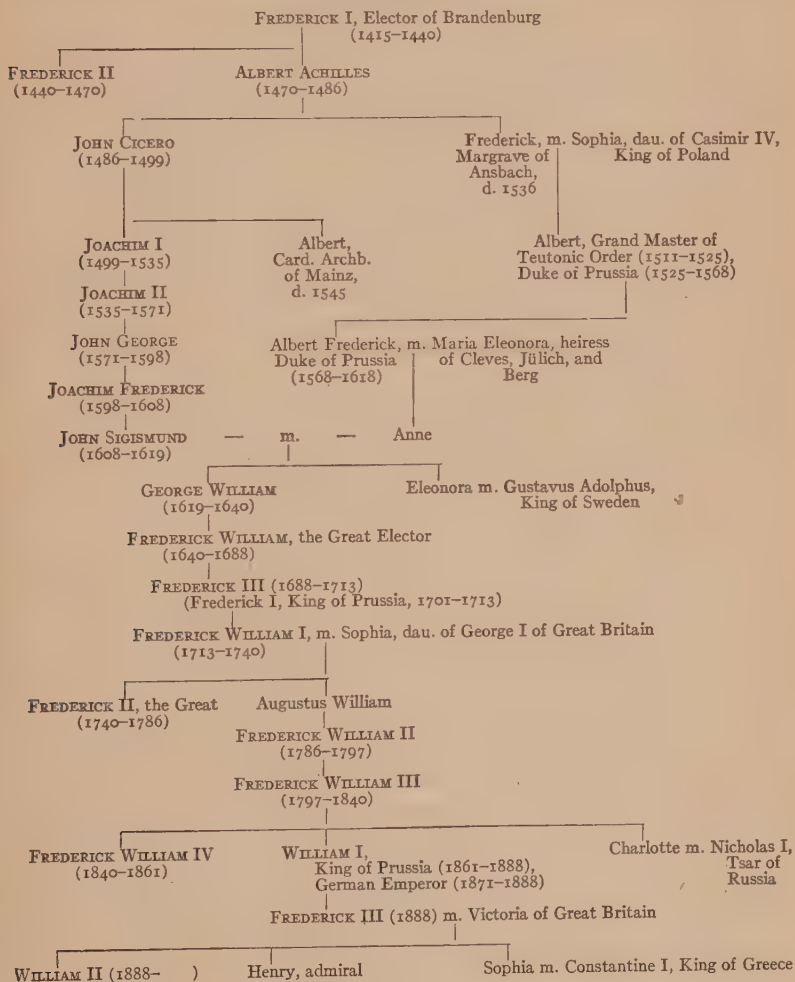 FREDERICK I, Elector of Brandenburg
(1415–1440)
FREDERICK II
(1440–1470)
ALBERT ACHILLES
(1470–1486)
JOHN CICERO
(1486–1499)
Frederick, m. Sophia, dau. of Casimir IV,
Margrave of King of Poland
Ansbach,
d. 1536
JOACHIM I
(1499–1535)
Albert,
Card. Archb.
of Mainz,
d. 1545
Albert, Grand Master of
Teutonic Order (1511–1525),
Duke of Prussia (1525–1568)
JOACHIM II
(1535–1571)
JOHN GEORGE
(1571–1598)
Albert Frederick, m. Maria Eleonora, heiress
Duke of Prussia of Cleves, Jülich, and
(1568–1618) Berg
JOACHIM FREDERICK
(1598–1608)
JOHN SIGISMUND — m. — Anne
(1608–1619)
GEORGE WILLIAM
(1619–1640)
Eleonora m. Gustavus Adolphus,
King of Sweden
FREDERICK WILLIAM, the Great Elector
(1640–1688)
FREDERICK III (1688–1713)
(Frederick I, King of Prussia, 1701–1713)
FREDERICK WILLIAM I, m. Sophia, dau. of George I of Great Britain
(1713–1740)
FREDERICK II, the Great
(1740–1786)
Augustus William
FREDERICK WILLIAM II
(1786–1797)
FREDERICK WILLIAM III
(1797–1840)
FREDERICK WILLIAM IV
(1840–1861)
WILLIAM I,
King of Prussia (1861–1888),
German Emperor (1871–1888)
Charlotte m. Nicholas I,
Tsar of
Russia
FREDERICK III (1888) m. Victoria of Great Britain
WILLIAM II (1888– )
Henry, admiral
Sophia m. Constantine I, King of Greece